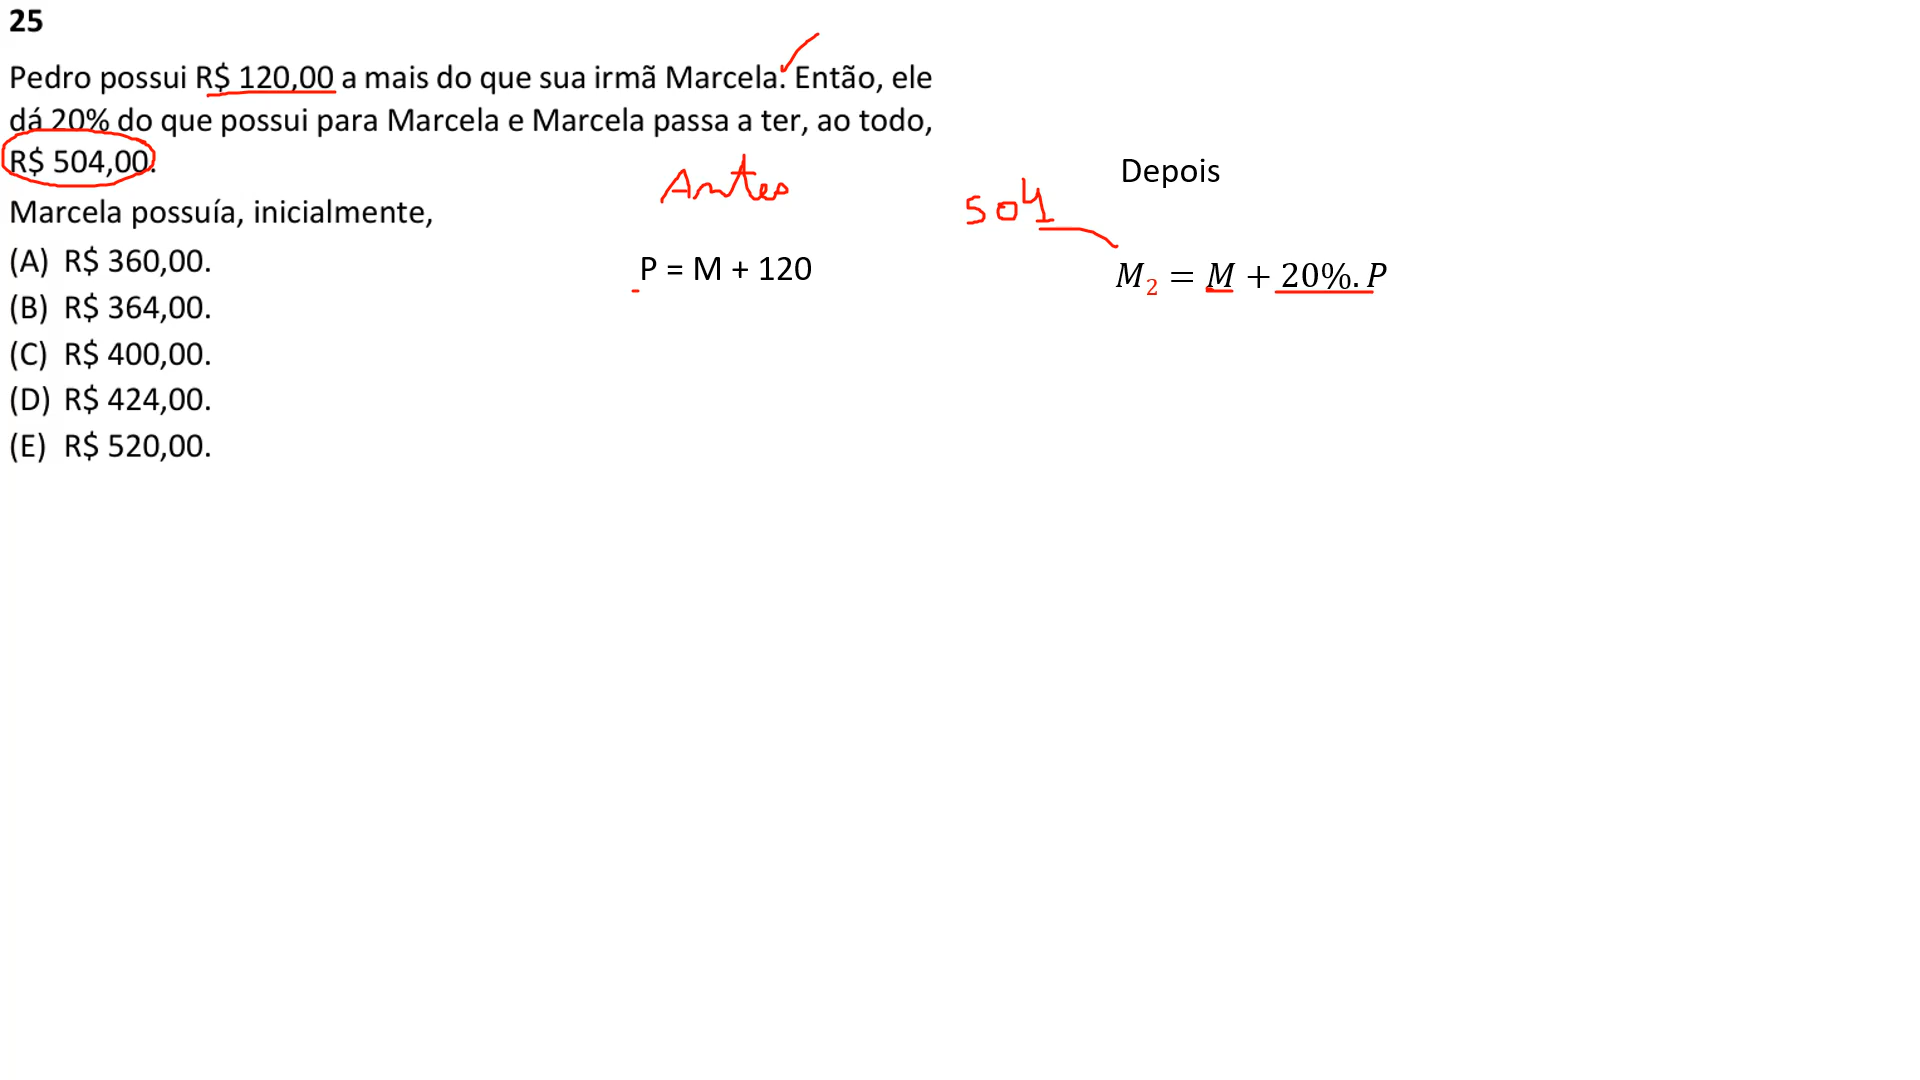 25
Pedro possui R$ 120,00 a mais do que sua irmã Marcela. Então, ele
dá 20% do que possui para Marcela e Marcela passa a ter, ao todo,
R$ 504,00.
Marcela possuía, inicialmente,
(A) R$ 360,00.
(B) R$ 364,00.
(C) R$ 400,00.
(D) R$ 424,00.
(E) R$ 520,00.
Antes
P = M + 120
Depois
504
M₂ = M + 20%. P